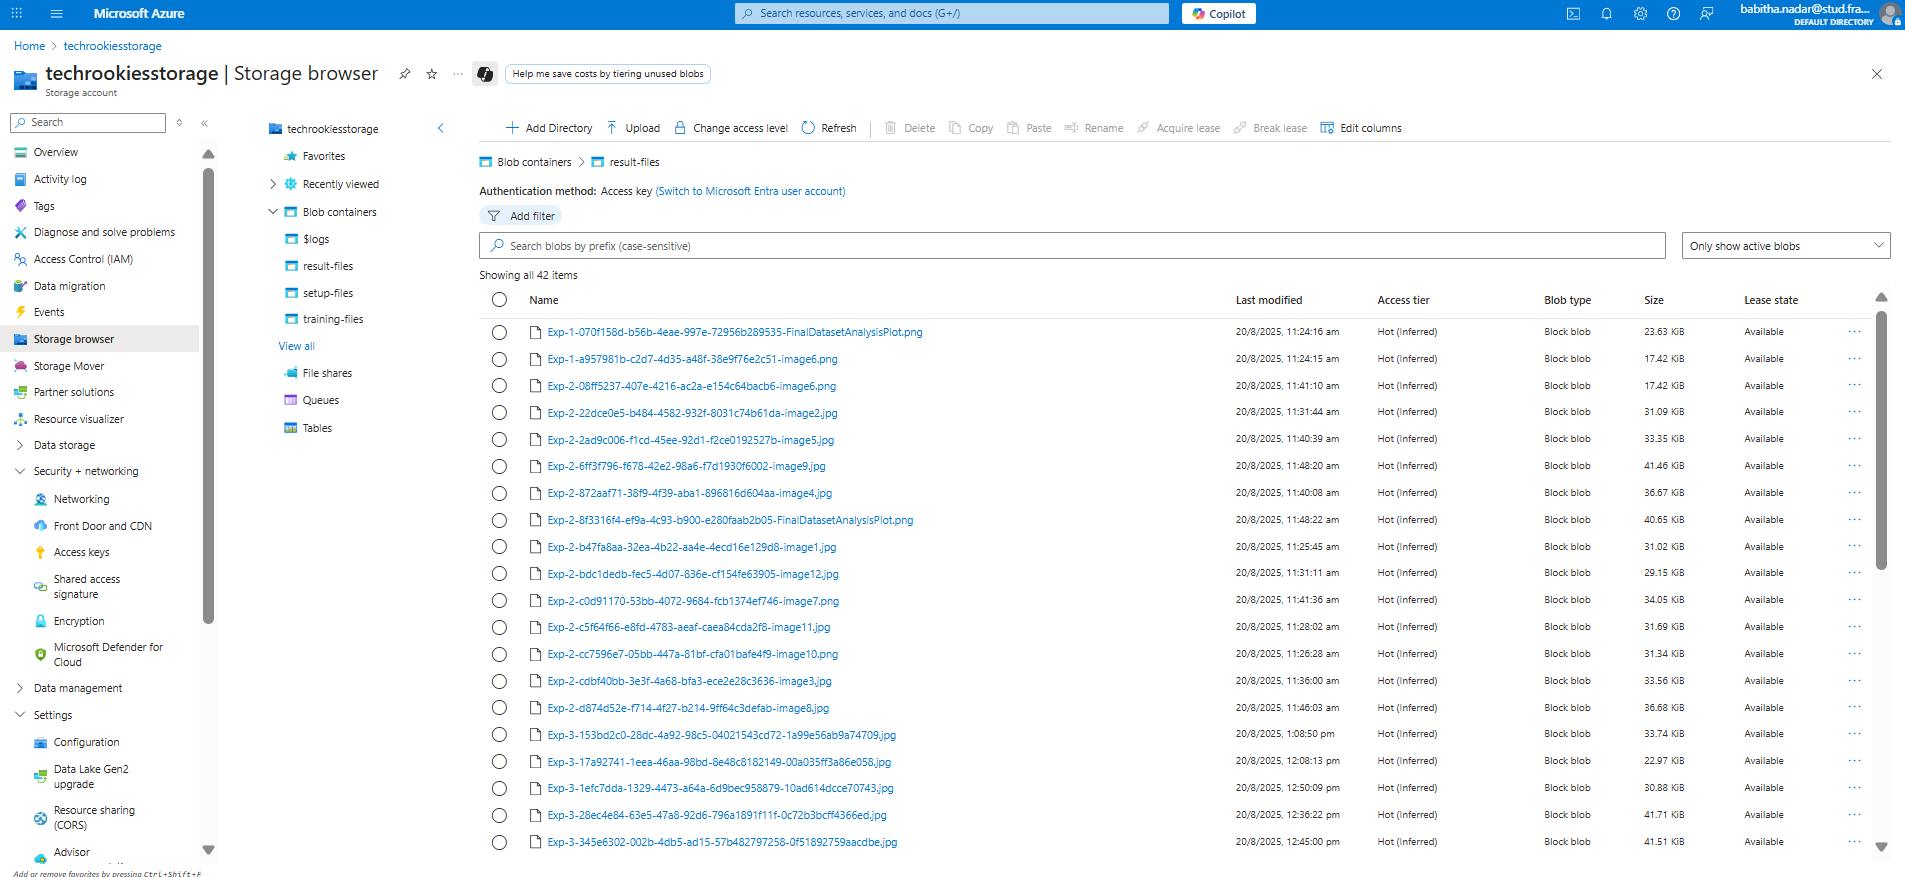 Microsoft Azure
Search resources, services, and docs (G+/)
Copilot
babitha.nadar@stud.fra...
DEFAULT DIRECTORY
Home > techrookiesstorage
techrookiesstorage | Storage browser
Storage account
Help me save costs by tiering unused blobs
Search
Overview
Activity log
Tags
Diagnose and solve problems
Access Control (IAM)
Data migration
Events
Storage browser
Storage Mover
Partner solutions
Resource visualizer
Data storage
Security + networking
Networking
Front Door and CDN
Access keys
Shared access
signature
Encryption
Microsoft Defender for
Cloud
Data management
Settings
Configuration
Data Lake Gen2
upgrade
Resource sharing
(CORS)
Advisor
Add or remove favorites by pressing Ctrl+Shift+F
techrookiesstorage
Favorites
Recently viewed
Blob containers
$logs
result-files
setup-files
training-files
View all
File shares
Queues
Tables
Add Directory Upload Change access level Refresh Delete Copy Paste Rename Acquire lease Break lease Edit columns
Blob containers > result-files
Authentication method: Access key (Switch to Microsoft Entra user account)
Add filter
Search blobs by prefix (case-sensitive) Only show active blobs
Showing all 42 items
Name Last modified Access tier Blob type Size Lease state
Exp-1-070f158d-b56b-4eae-997e-72956b289535-FinalDatasetAnalysisPlot.png 20/8/2025, 11:24:16 am Hot (Inferred) Block blob 23.63 KiB Available
Exp-1-a957981b-c2d7-4d35-a48f-38e9f76e2c51-image6.png 20/8/2025, 11:24:15 am Hot (Inferred) Block blob 17.42 KiB Available
Exp-2-08ff5237-407e-4216-ac2a-e154c64bacb6-image6.png 20/8/2025, 11:41:10 am Hot (Inferred) Block blob 17.42 KiB Available
Exp-2-22dce0e5-b484-4582-932f-8031c74b61da-image2.jpg 20/8/2025, 11:31:44 am Hot (Inferred) Block blob 31.09 KiB Available
Exp-2-2ad9c006-f1cd-45ee-92d1-f2ce0192527b-image5.jpg 20/8/2025, 11:40:39 am Hot (Inferred) Block blob 33.35 KiB Available
Exp-2-6ff3f796-f678-42e2-98a6-f7d1930f6002-image9.jpg 20/8/2025, 11:48:20 am Hot (Inferred) Block blob 41.46 KiB Available
Exp-2-872aaf71-38f9-4f39-aba1-896816d604aa-image4.jpg 20/8/2025, 11:40:08 am Hot (Inferred) Block blob 36.67 KiB Available
Exp-2-8f3316f4-ef9a-4c93-b900-e280faab2b05-FinalDatasetAnalysisPlot.png 20/8/2025, 11:48:22 am Hot (Inferred) Block blob 40.65 KiB Available
Exp-2-b47fa8aa-32ea-4b22-aa4e-4ecd16e129d8-image1.jpg 20/8/2025, 11:25:45 am Hot (Inferred) Block blob 31.02 KiB Available
Exp-2-bdc1dedb-fec5-4d07-836e-cf154fe63905-image12.jpg 20/8/2025, 11:31:11 am Hot (Inferred) Block blob 29.15 KiB Available
Exp-2-c0d91170-53bb-4072-9684-fcb1374ef746-image7.png 20/8/2025, 11:41:36 am Hot (Inferred) Block blob 34.05 KiB Available
Exp-2-c5f64f66-e8fd-4783-aeaf-caea84cda2f8-image11.jpg 20/8/2025, 11:28:02 am Hot (Inferred) Block blob 31.69 KiB Available
Exp-2-cc7596e7-05bb-447a-81bf-cfa01bafe4f9-image10.png 20/8/2025, 11:26:28 am Hot (Inferred) Block blob 31.34 KiB Available
Exp-2-cdbf40bb-3e3f-4a68-bfa3-ece2e28c3636-image3.jpg 20/8/2025, 11:36:00 am Hot (Inferred) Block blob 33.56 KiB Available
Exp-2-d874d52e-f714-4f27-b214-9ff64c3defab-image8.jpg 20/8/2025, 11:46:03 am Hot (Inferred) Block blob 36.68 KiB Available
Exp-3-153bd2c0-28dc-4a92-98c5-04021543cd72-1a99e56ab9a74709.jpg 20/8/2025, 1:08:50 pm Hot (Inferred) Block blob 33.74 KiB Available
Exp-3-17a92741-1eea-46aa-98bd-8e48c8182149-00a035ff3a86e058.jpg 20/8/2025, 12:08:13 pm Hot (Inferred) Block blob 22.97 KiB Available
Exp-3-1efc7dda-1329-4473-a64a-6d9bec958879-10ad614dcce70743.jpg 20/8/2025, 12:50:09 pm Hot (Inferred) Block blob 30.88 KiB Available
Exp-3-28ec4e84-63e5-47a8-92d6-796a1891f11f-0c72b3bcff4366ed.jpg 20/8/2025, 12:36:22 pm Hot (Inferred) Block blob 41.71 KiB Available
Exp-3-345e6302-002b-4db5-ad15-57b482797258-0f51892759aacdbe.jpg 20/8/2025, 12:45:00 pm Hot (Inferred) Block blob 41.51 KiB Available